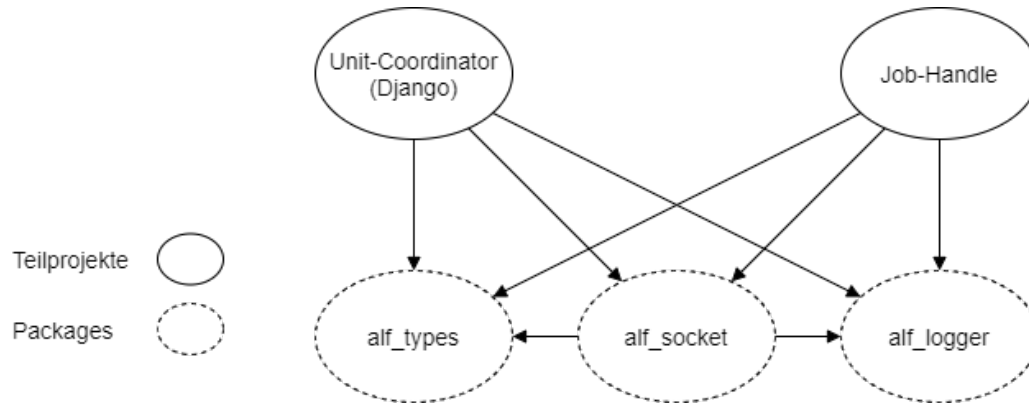 Unit-Coordinator
(Django)
Job-Handle
Teilprojekte
Packages
alf_types
alf_socket
alf_logger